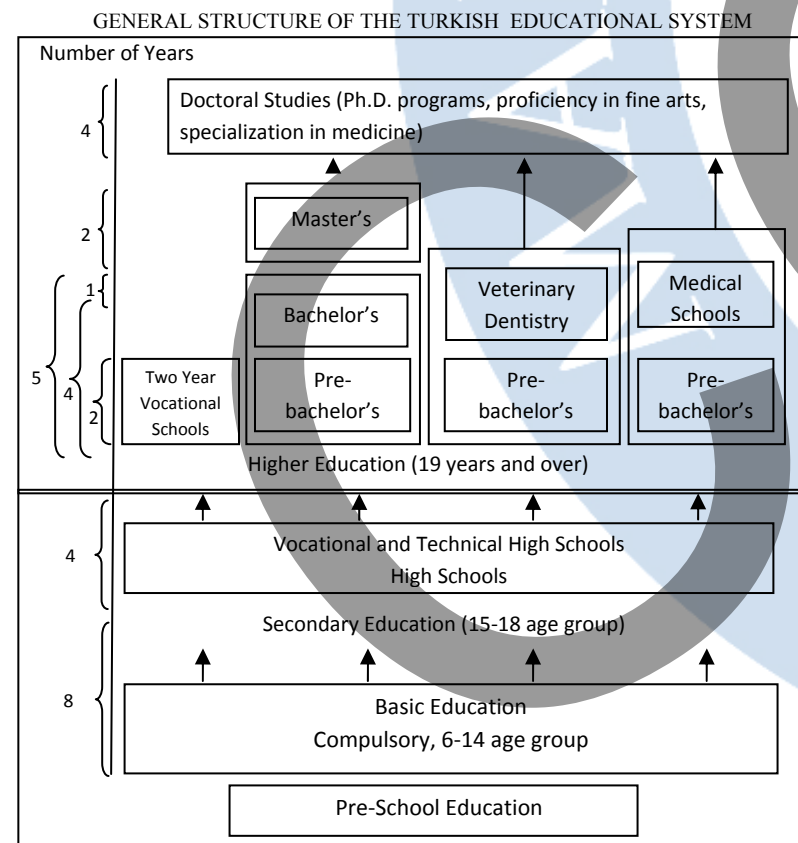 GENERAL STRUCTURE OF THE TURKISH EDUCATIONAL SYSTEM
Number of Years
Doctoral Studies (Ph.D. programs, proficiency in fine arts,
specialization in medicine)
4
Master's
2
1
Bachelor's
Veterinary
Dentistry
Medical
Schools
5
4
2
Two Year
Vocational
Schools
Pre-
bachelor's
Pre-
bachelor's
Pre-
bachelor's
Higher Education (19 years and over)
4
Vocational and Technical High Schools
High Schools
Secondary Education (15-18 age group)
8
Basic Education
Compulsory, 6-14 age group
Pre-School Education